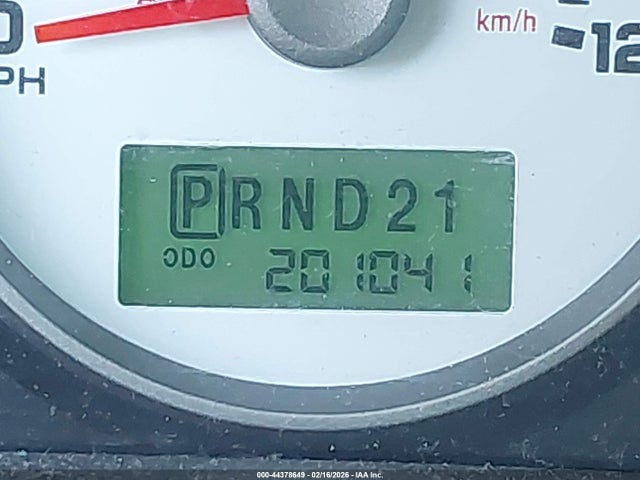 0
km/h
12
PH
PRND21
ODO 201041
000-44378649 - 02/16/2026 - IAA Inc.